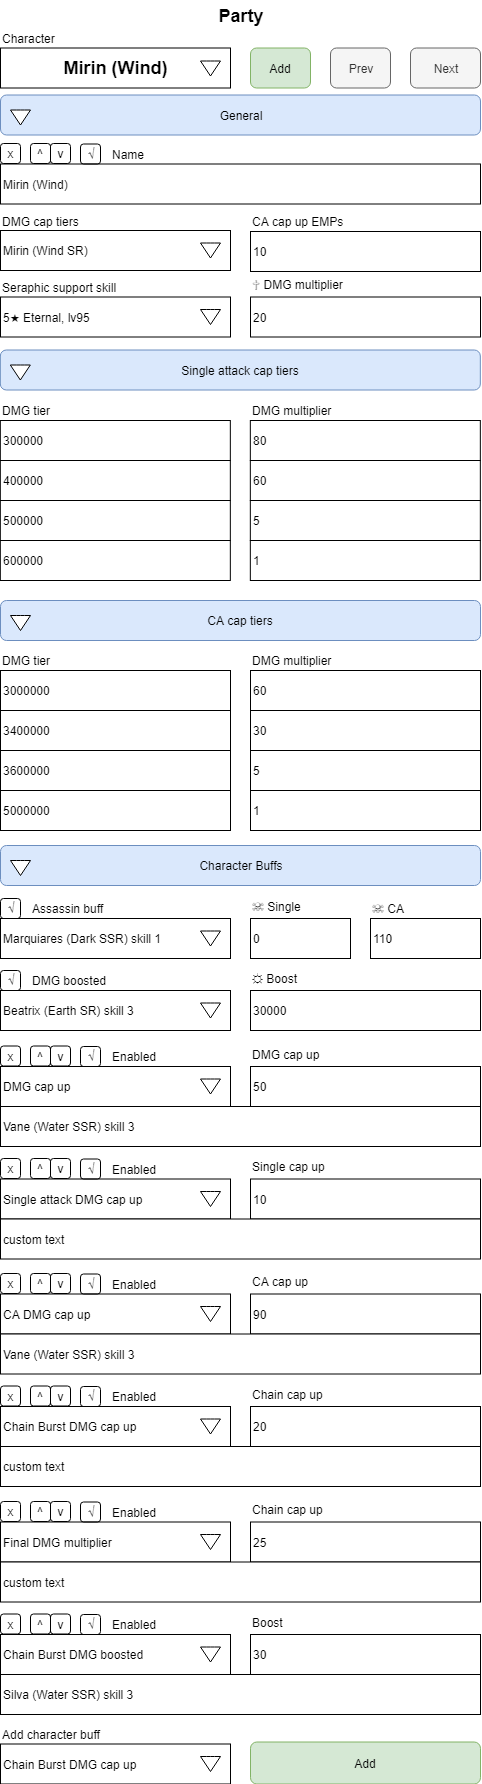 Party
Character
Mirin (Wind)
Add
Prev
Next
General
x ^ v √ Name
Mirin (Wind)
DMG cap tiers
CA cap up EMPs
Mirin (Wind SR)
10
Seraphic support skill
† DMG multiplier
5★ Eternal, lv95
20
Single attack cap tiers
DMG tier
DMG multiplier
300000
80
400000
60
500000
5
600000
1
CA cap tiers
DMG tier
DMG multiplier
3000000
60
3400000
30
3600000
5
5000000
1
Character Buffs
√ Assassin buff
☠ Single
☠ CA
Marquiares (Dark SSR) skill 1
0
110
√ DMG boosted
☼ Boost
Beatrix (Earth SR) skill 3
30000
x ^ v √ Enabled
DMG cap up
DMG cap up
50
Vane (Water SSR) skill 3
x ^ v √ Enabled
Single cap up
Single attack DMG cap up
10
custom text
x ^ v √ Enabled
CA cap up
CA DMG cap up
90
Vane (Water SSR) skill 3
x ^ v √ Enabled
Chain cap up
Chain Burst DMG cap up
20
custom text
x ^ v √ Enabled
Chain cap up
Final DMG multiplier
25
custom text
x ^ v √ Enabled
Boost
Chain Burst DMG boosted
30
Silva (Water SSR) skill 3
Add character buff
Chain Burst DMG cap up
Add